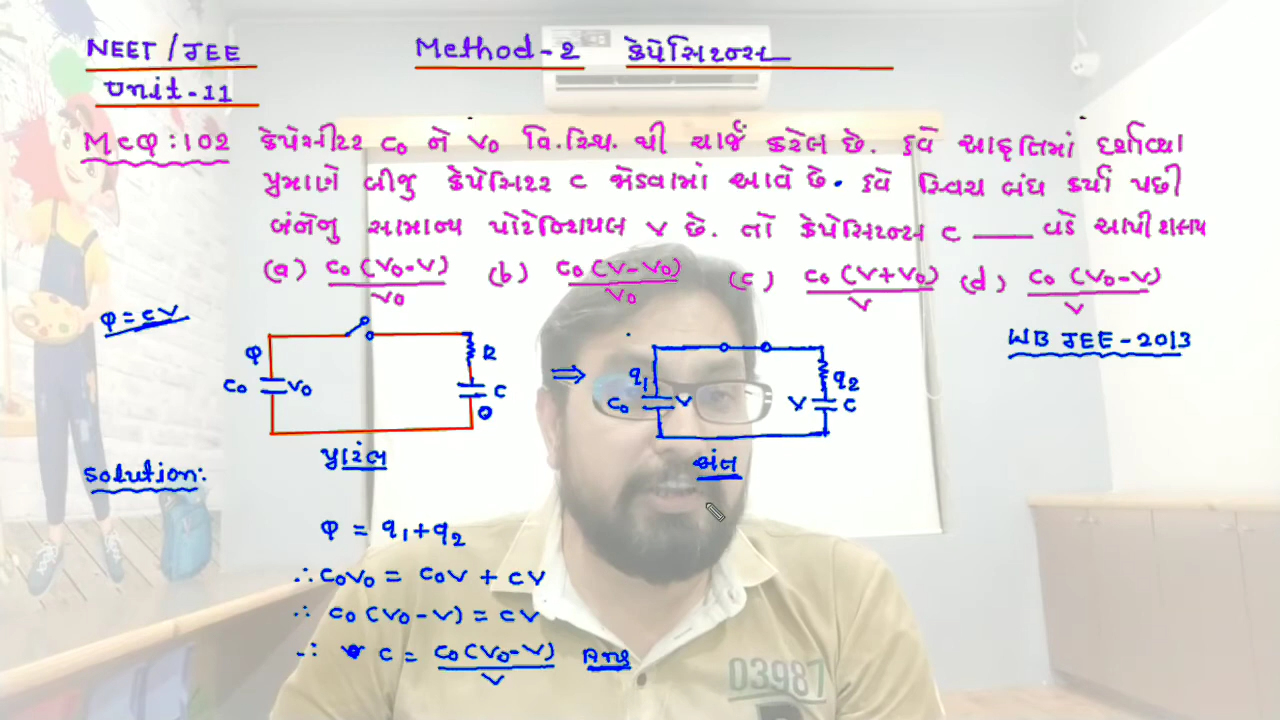 NEET / JEE
Method - 2 કેપેસિટન્સ
Unit - 11
MCQ : 102 કેપેસીટર C₀ ને V₀ વિ.સ્થિ. થી ચાર્જ કરેલ છે. હવે આકૃતિમાં દર્શાવ્યા
પ્રમાણે બીજુ કેપેસિટર C જોડવામાં આવે છે. હવે સ્વિચ બંધ કર્યા પછી
બંનેનુ સામાન્ય પોટેન્શિયલ V છે. તો કેપેસિટન્સ C ____ વડે આપી શકાય
(a) C₀(V₀-V)/V₀ (b) C₀(V-V₀)/V₀ (c) C₀(V+V₀)/V (d) C₀(V₀-V)/V
φ = CV
WB JEE - 2013
φ C₀ V₀ R C 0
⇒
q₁ C₀ V q₂ V C
પ્રારંભ
અંત
Solution:
φ = q₁+q₂
∴ C₀V₀ = C₀V + CV
∴ C₀(V₀-V) = CV
∴ C = C₀(V₀-V)/V Ans
03987